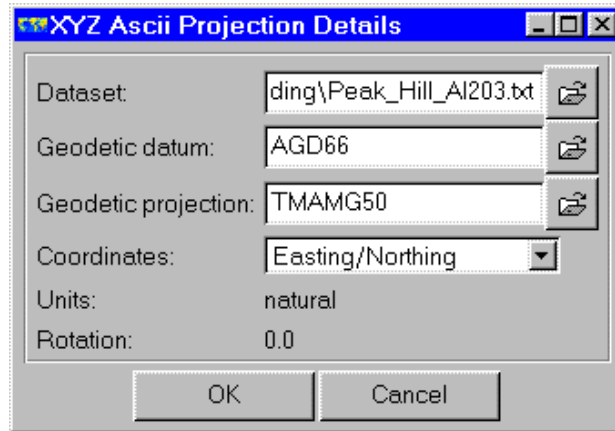 XYZ Ascii Projection Details
Dataset: ding\Peak_Hill_Al203.txt
Geodetic datum: AGD66
Geodetic projection: TMAMG50
Coordinates: Easting/Northing
Units: natural
Rotation: 0.0
OK Cancel